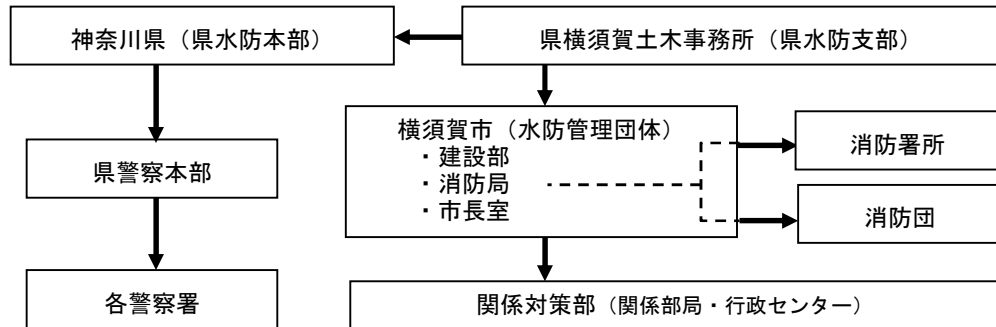 神奈川県（県水防本部）
県横須賀土木事務所（県水防支部）
横須賀市（水防管理団体）
・建設部
・消防局
・市長室
消防署所
消防団
県警察本部
各警察署
関係対策部（関係部局・行政センター）